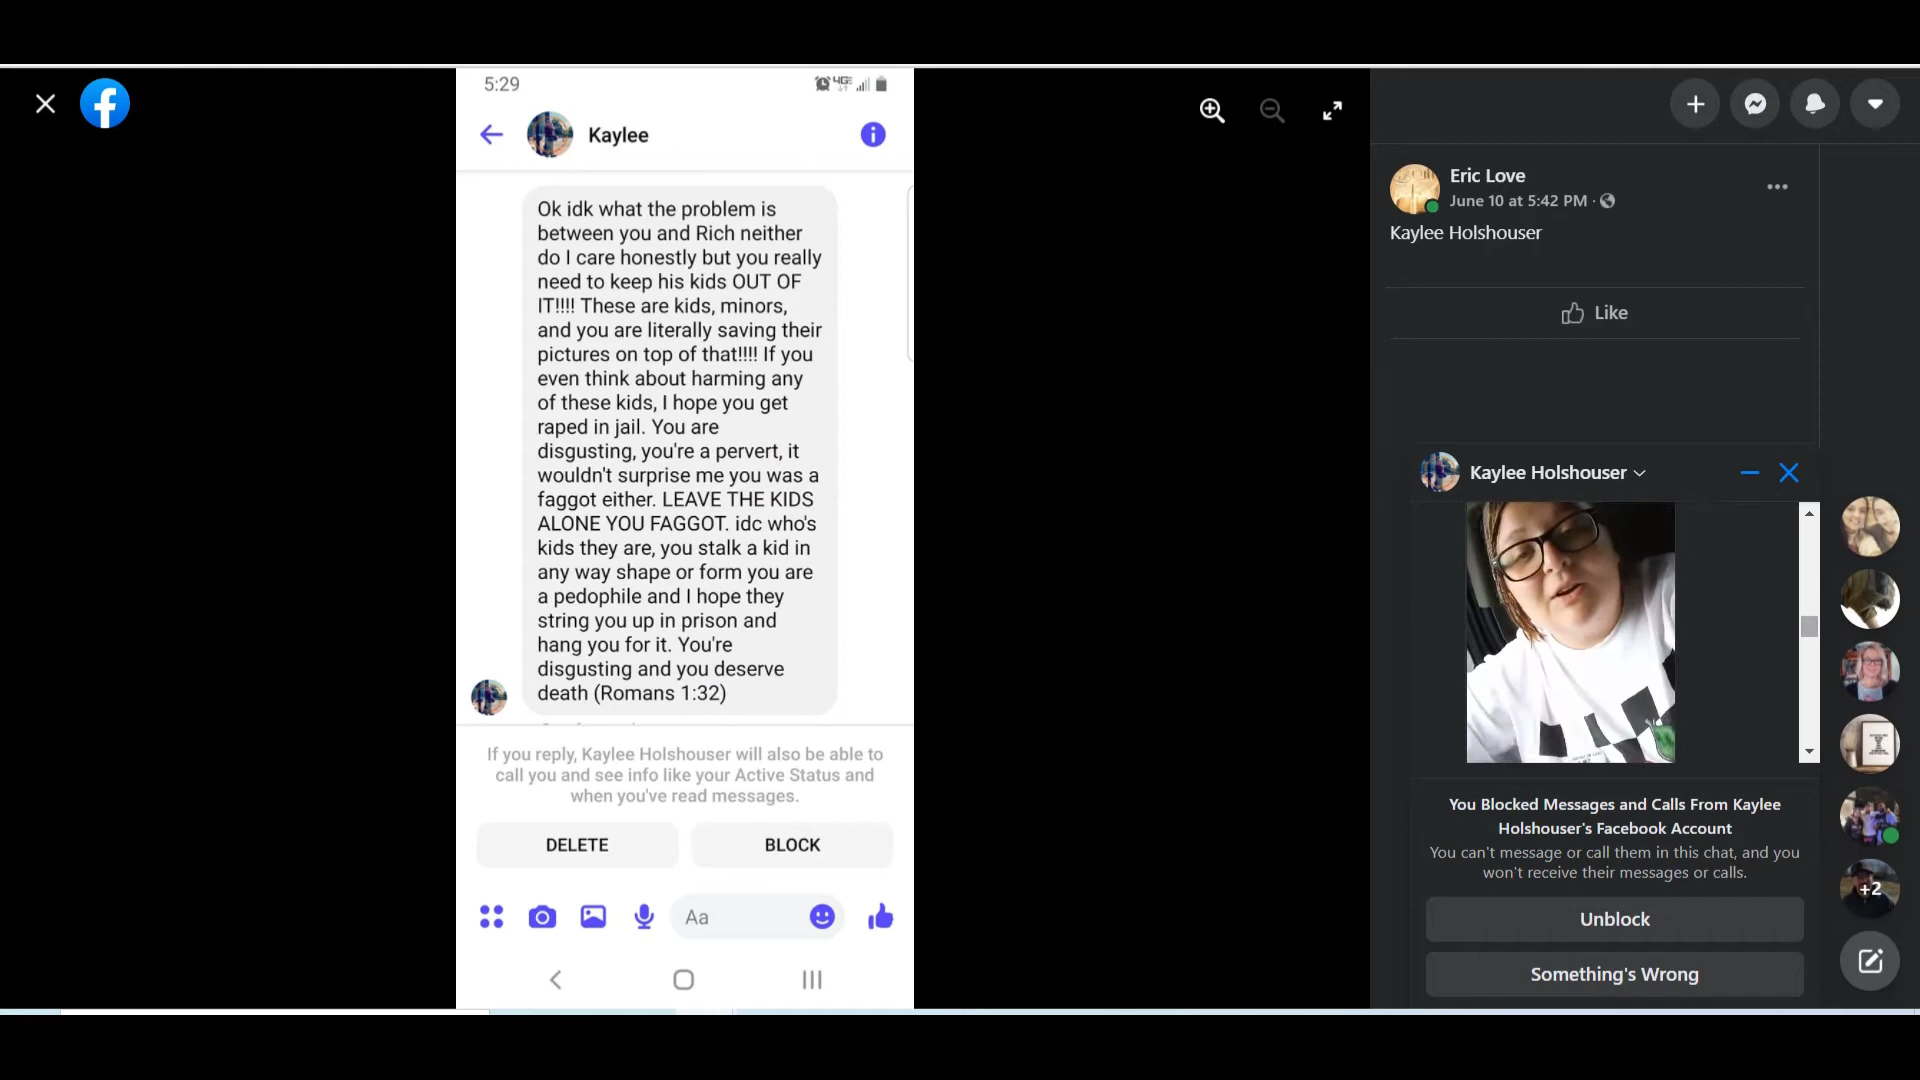 5:29
Kaylee
Ok idk what the problem is
between you and Rich neither
do I care honestly but you really
need to keep his kids OUT OF
IT!!!! These are kids, minors,
and you are literally saving their
pictures on top of that!!!! If you
even think about harming any
of these kids, I hope you get
raped in jail. You are
disgusting, you're a pervert, it
wouldn't surprise me you was a
faggot either. LEAVE THE KIDS
ALONE YOU FAGGOT. idc who's
kids they are, you stalk a kid in
any way shape or form you are
a pedophile and I hope they
string you up in prison and
hang you for it. You're
disgusting and you deserve
death (Romans 1:32)
If you reply, Kaylee Holshouser will also be able to
call you and see info like your Active Status and
when you've read messages.
DELETE
BLOCK
Aa
Eric Love
June 10 at 5:42 PM ·
Kaylee Holshouser
Like
Kaylee Holshouser
You Blocked Messages and Calls From Kaylee
Holshouser's Facebook Account
You can't message or call them in this chat, and you
won't receive their messages or calls.
Unblock
Something's Wrong
+2